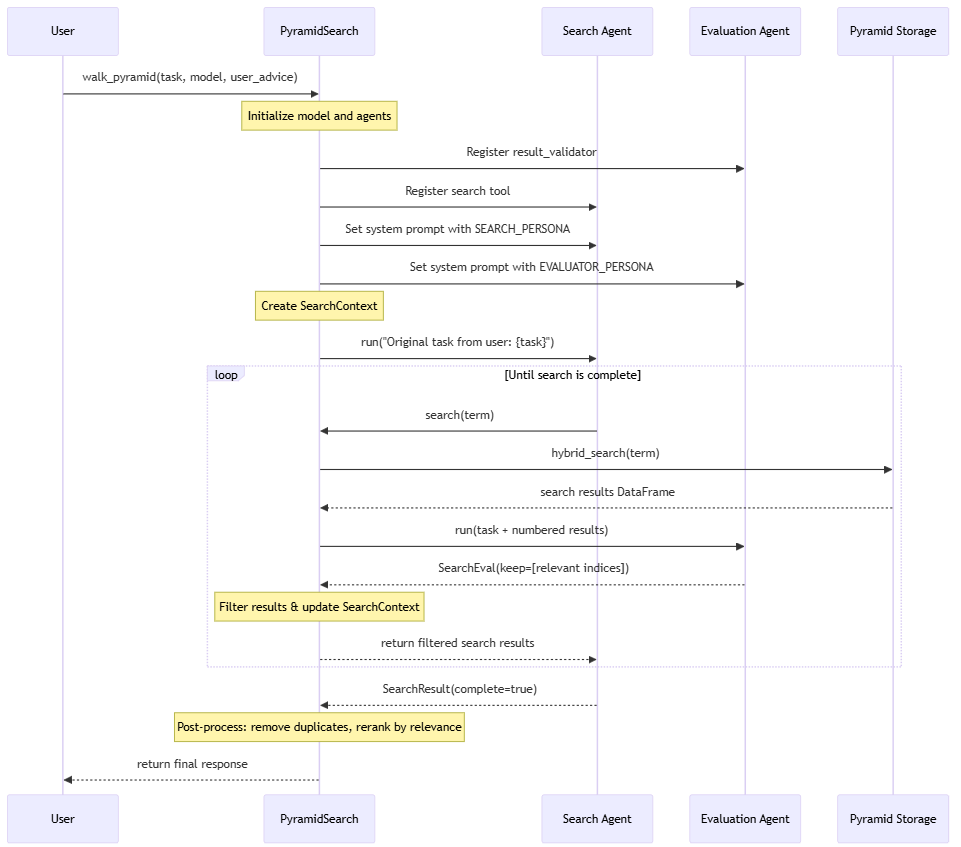 User
PyramidSearch
Search Agent
Evaluation Agent
Pyramid Storage
walk_pyramid(task, model, user_advice)
Initialize model and agents
Register result_validator
Register search tool
Set system prompt with SEARCH_PERSONA
Set system prompt with EVALUATOR_PERSONA
Create SearchContext
run("Original task from user: {task}")
loop
[Until search is complete]
search(term)
hybrid_search(term)
search results DataFrame
run(task + numbered results)
SearchEval(keep=[relevant indices])
Filter results & update SearchContext
return filtered search results
SearchResult(complete=true)
Post-process: remove duplicates, rerank by relevance
return final response
User
PyramidSearch
Search Agent
Evaluation Agent
Pyramid Storage